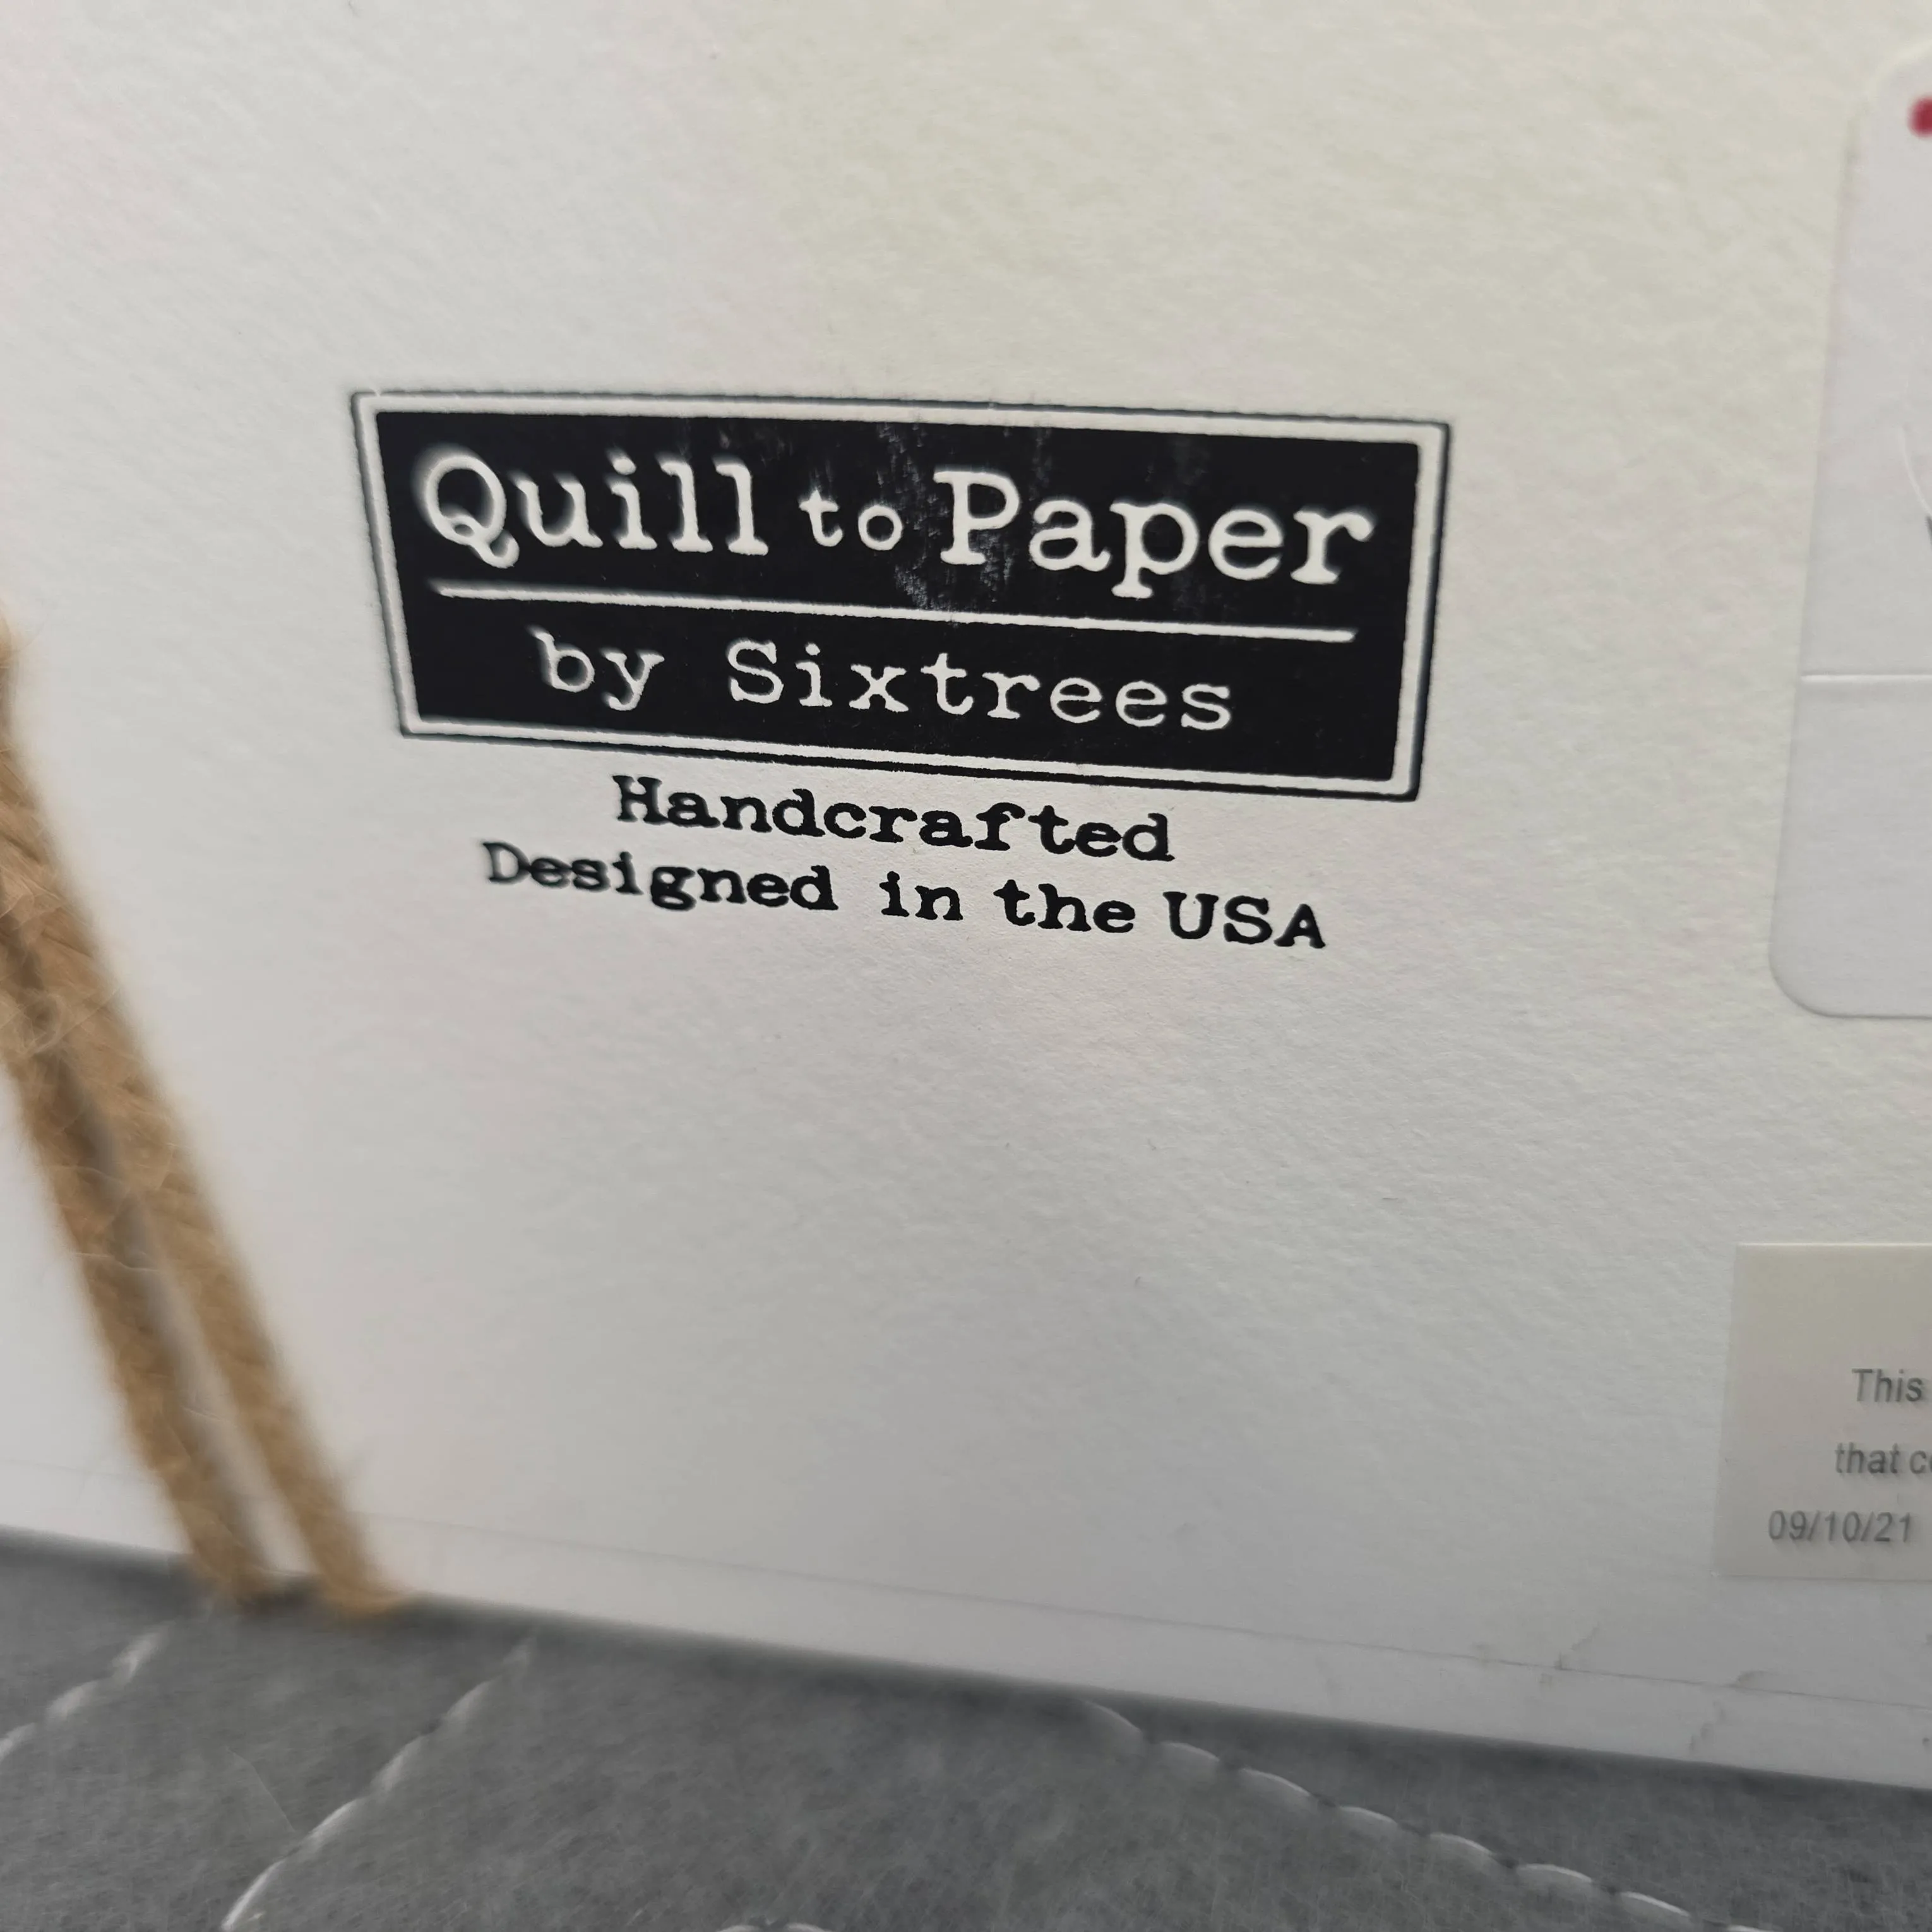 Quill to Paper
by Sixtrees
Handcrafted
Designed in the USA
This
that
09/10/21